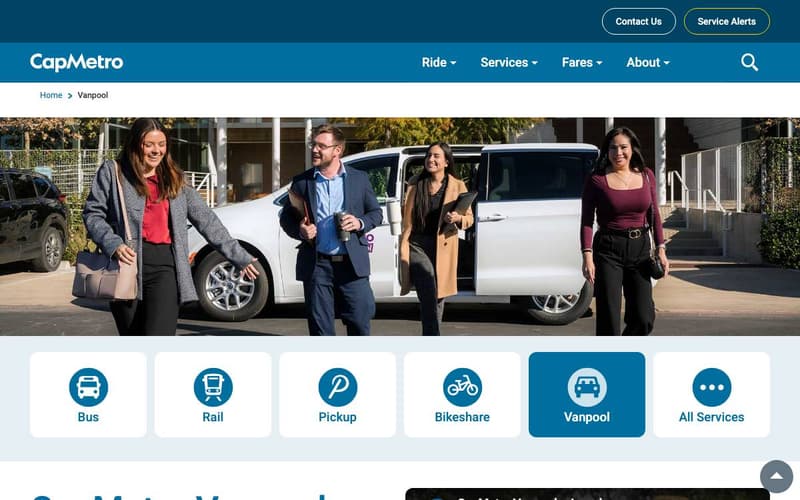 Contact Us
Service Alerts
CapMetro
Ride
Services
Fares
About
Home > Vanpool
Bus
Rail
Pickup
Bikeshare
Vanpool
All Services